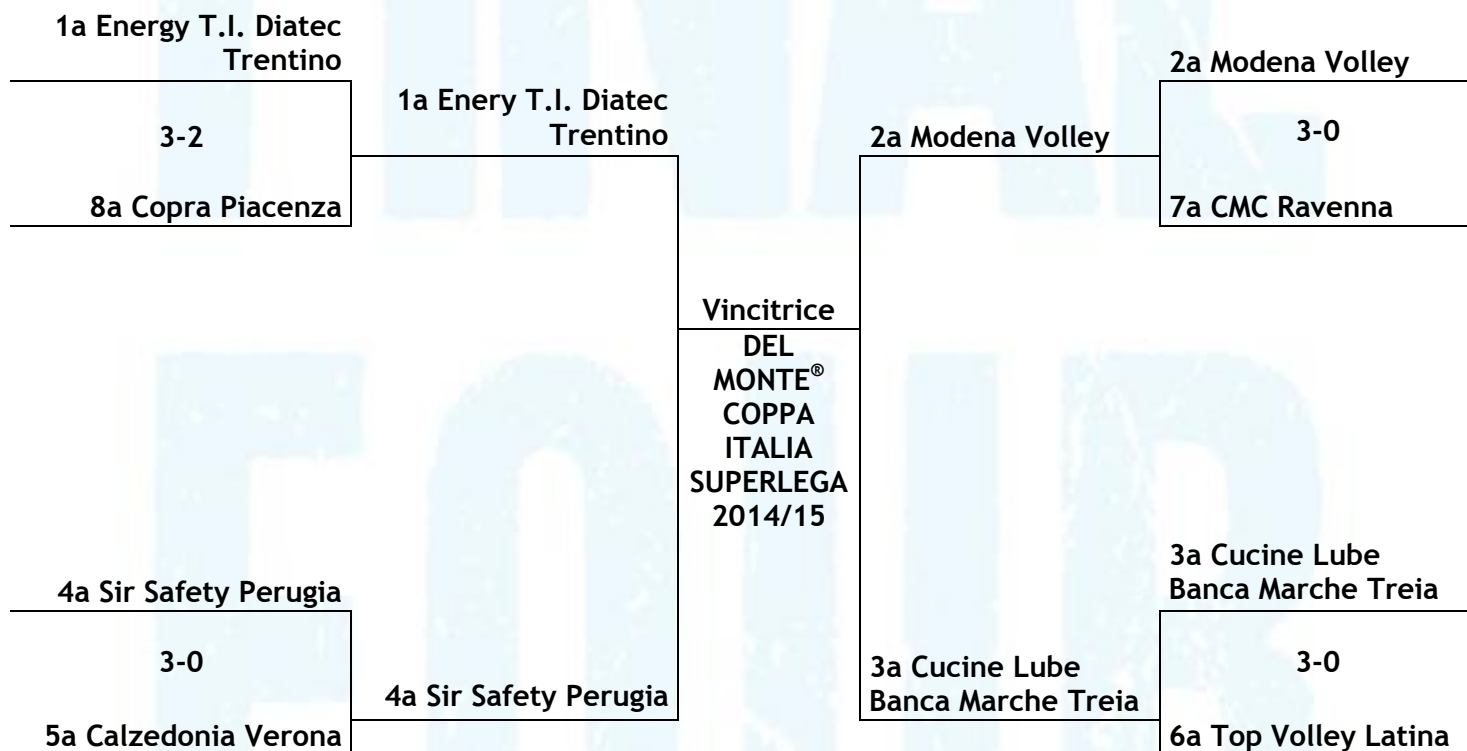 1a Energy T.I. Diatec
Trentino
3-2
8a Copra Piacenza
1a Enery T.I. Diatec
Trentino
4a Sir Safety Perugia
3-0
5a Calzedonia Verona
4a Sir Safety Perugia
Vincitrice
DEL
MONTE®
COPPA
ITALIA
SUPERLEGA
2014/15
2a Modena Volley
2a Modena Volley
3-0
7a CMC Ravenna
3a Cucine Lube
Banca Marche Treia
3a Cucine Lube
Banca Marche Treia
3-0
6a Top Volley Latina
FINAL
FOUR